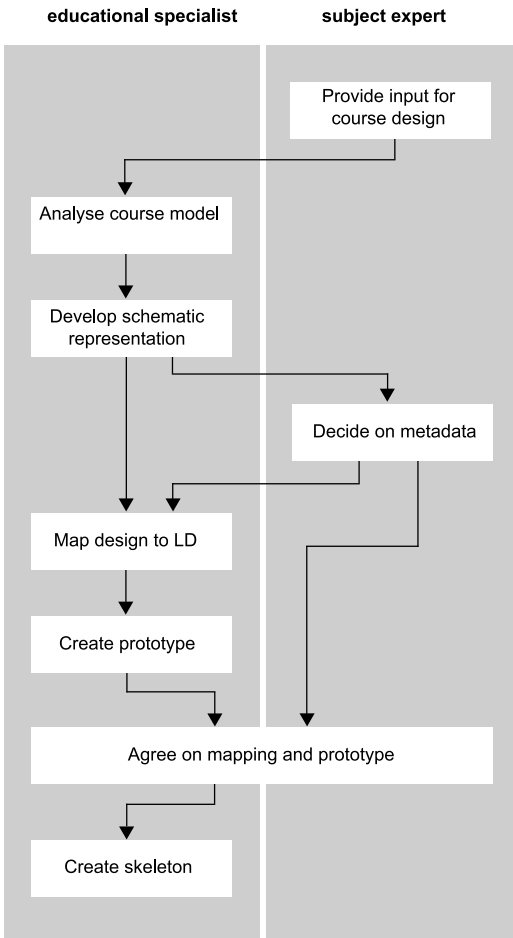 educational specialist
subject expert
Provide input for
course design
Analyse course model
Develop schematic
representation
Decide on metadata
Map design to LD
Create prototype
Agree on mapping and prototype
Create skeleton